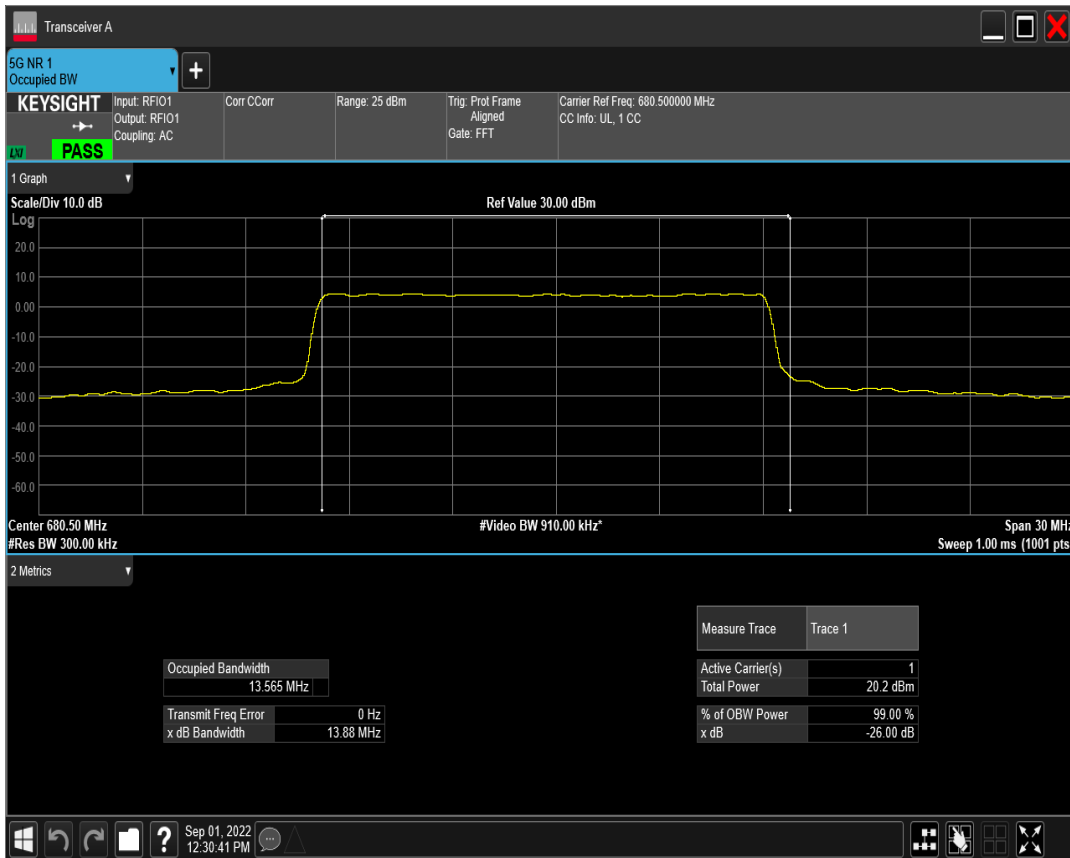 Transceiver A
5G NR 1
Occupied BW
KEYSIGHT
LXI
PASS
Input: RFIO1
Output: RFIO1
Coupling: AC
Corr CCorr
Range: 25 dBm
Trig: Prot Frame
Aligned
Gate: FFT
Carrier Ref Freq: 680.500000 MHz
CC Info: UL, 1 CC
1 Graph
Scale/Div 10.0 dB
Ref Value 30.00 dBm
Log
20.0
10.0
0.00
-10.0
-20.0
-30.0
-40.0
-50.0
-60.0
Center 680.50 MHz
#Video BW 910.00 kHz*
Span 30 MHz
#Res BW 300.00 kHz
Sweep 1.00 ms (1001 pts
2 Metrics
Measure Trace Trace 1
Occupied Bandwidth
13.565 MHz
Active Carrier(s) 1
Total Power 20.2 dBm
Transmit Freq Error 0 Hz
x dB Bandwidth 13.88 MHz
% of OBW Power 99.00 %
x dB -26.00 dB
Sep 01, 2022
12:30:41 PM